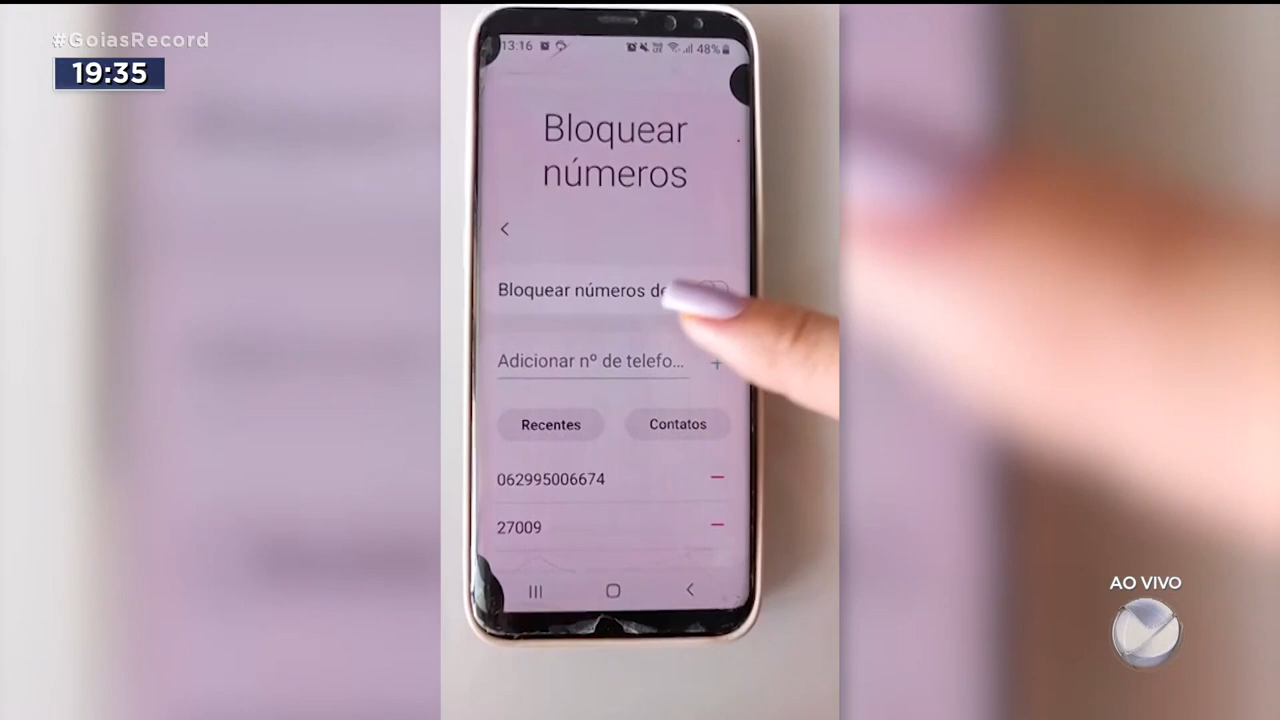 #GoiasRecord
19:35
13:16
48%
Bloquear
números
Bloquear números de
Adicionar nº de telefo...
Recentes
Contatos
062995006674
27009
AO VIVO